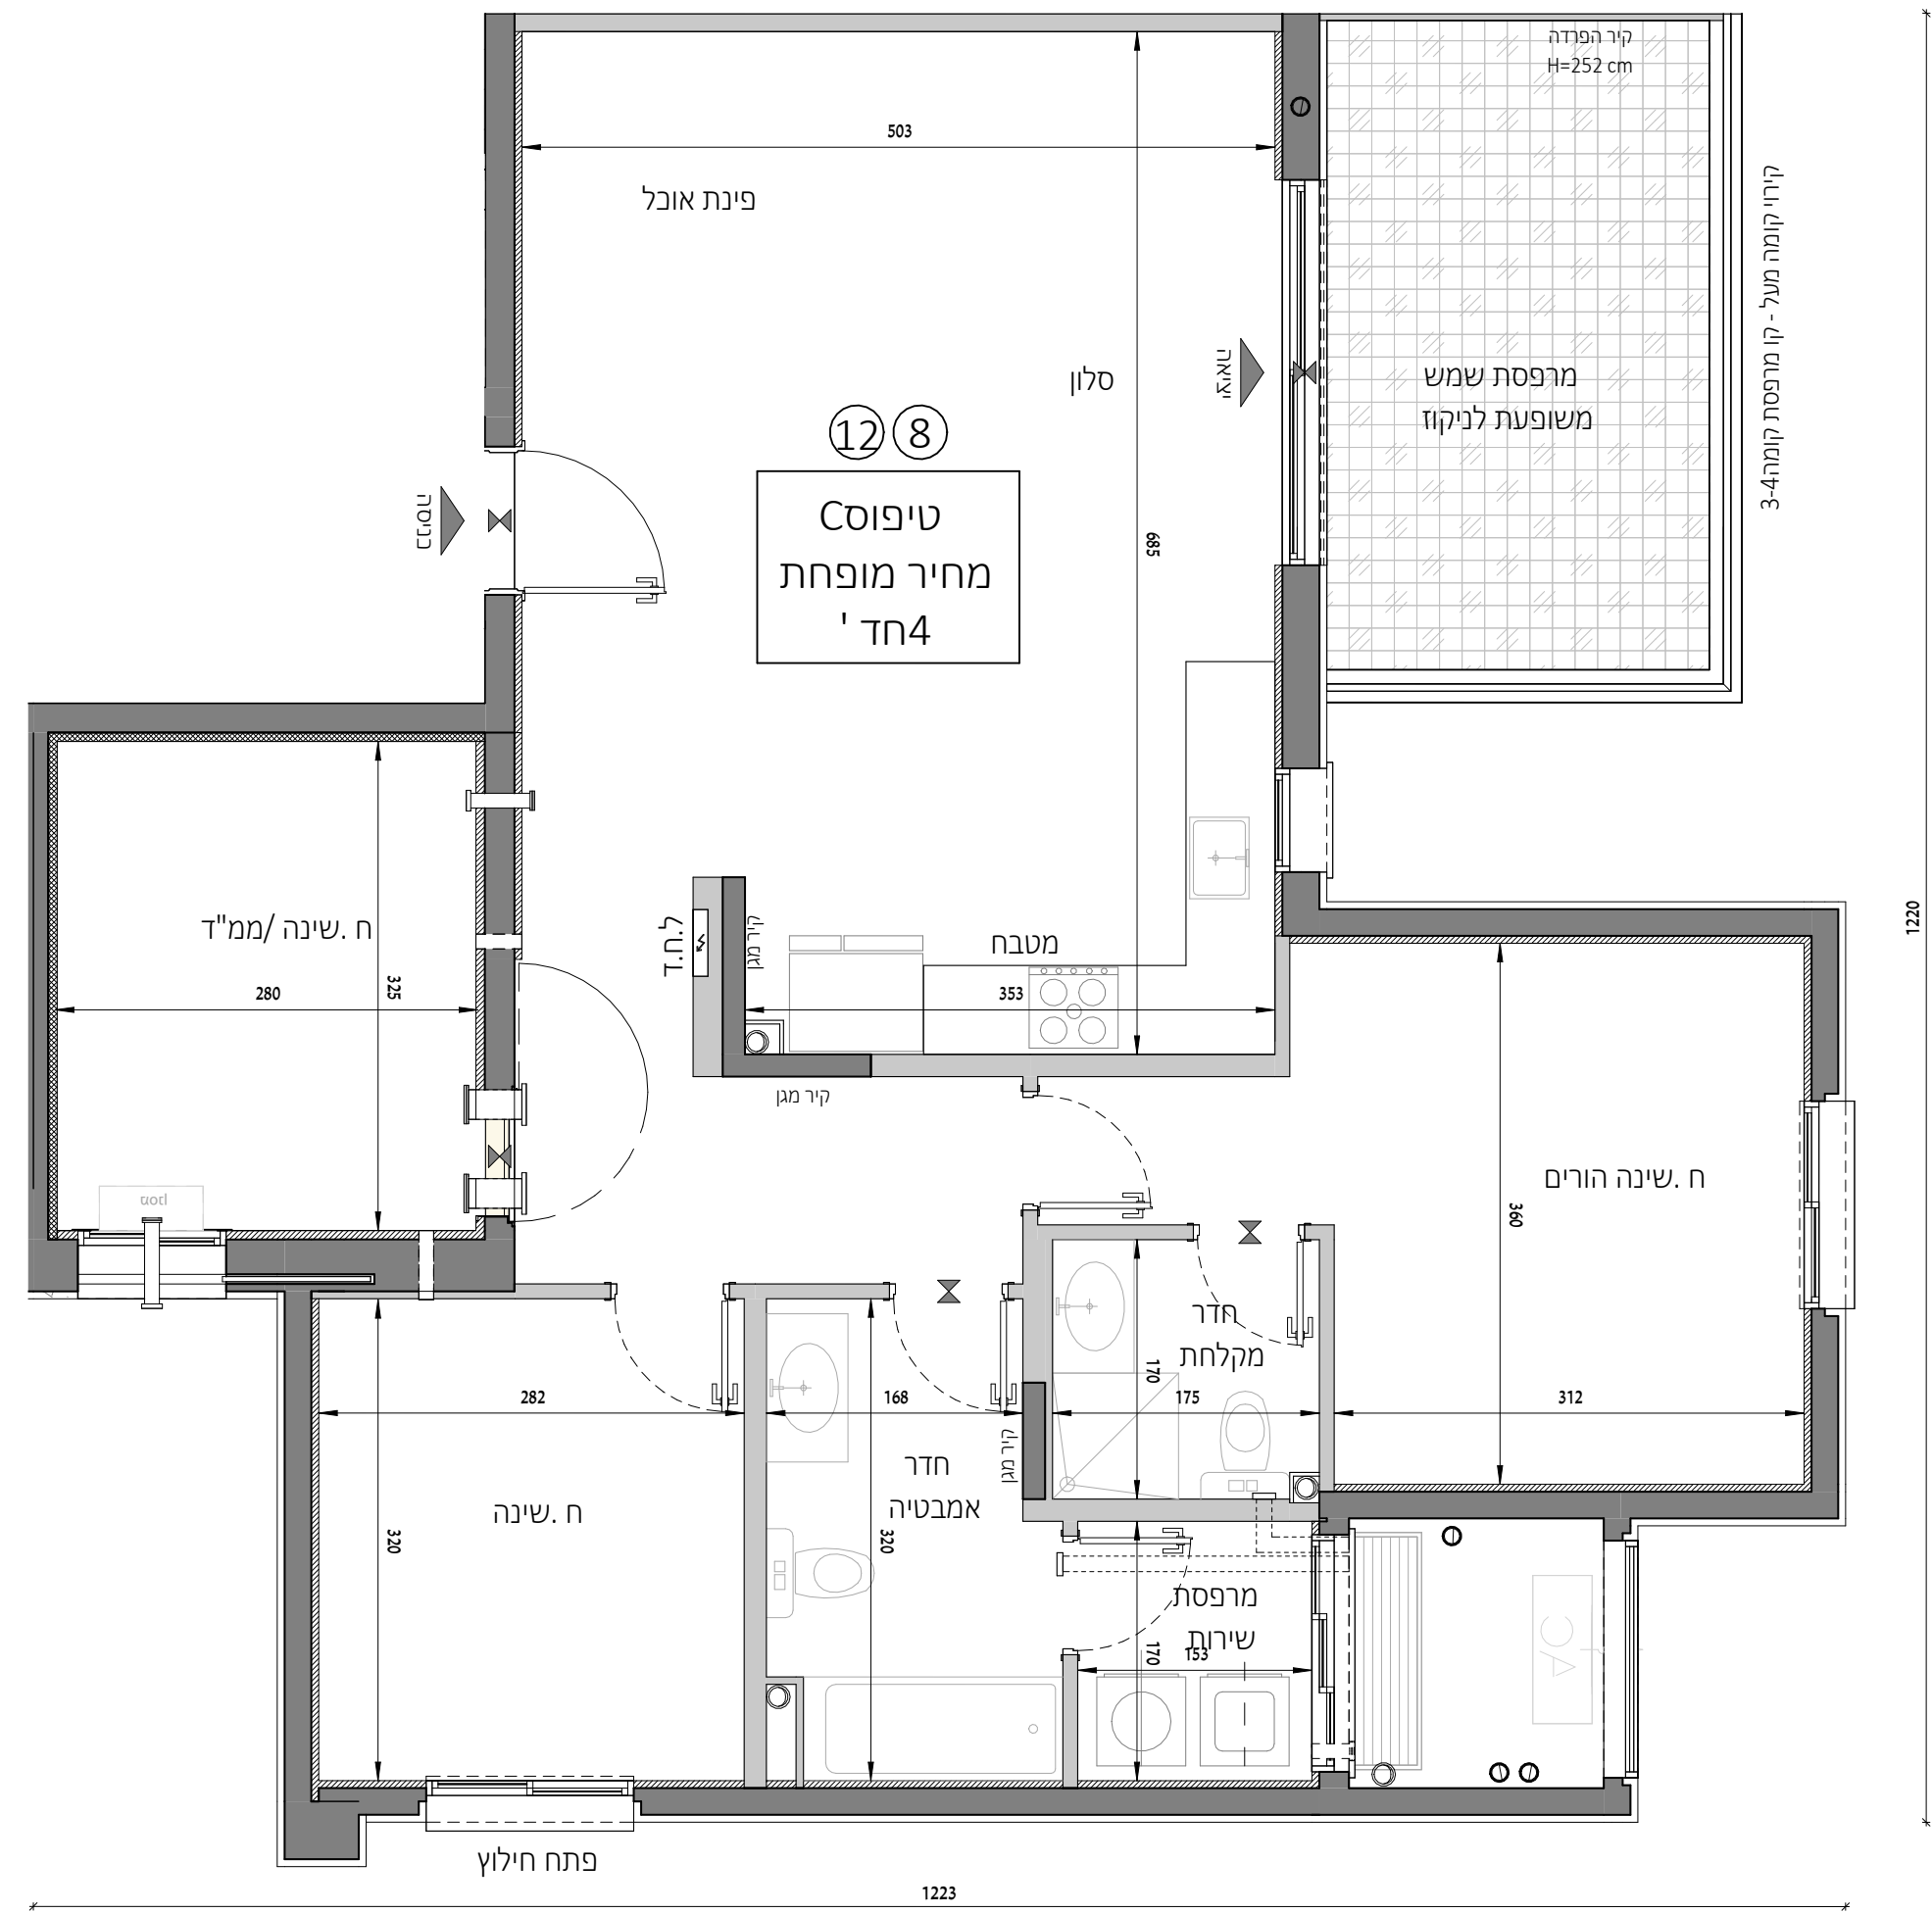 קיר הפרדה
H=252 cm
503
פינת אוכל
קירוי קומה מעל - קו מרפסת קומה 3-4
סלון
יציאה
מרפסת שמש
משופעת לניקוז
12 8
כניסה
טיפוסC
מחיר מופחת
4חד '
685
1220
ח .שינה /ממ"ד
ל.ח.ד
קיר מגן
מטבח
280
325
353
קיר מגן
ח .שינה הורים
360
חדר
מקלחת
170
175
282
168
312
קיר מגן
חדר
אמבטיה
ח .שינה
320
320
מרפסת
שירות
170
153
A/C
פתח חילוץ
1223